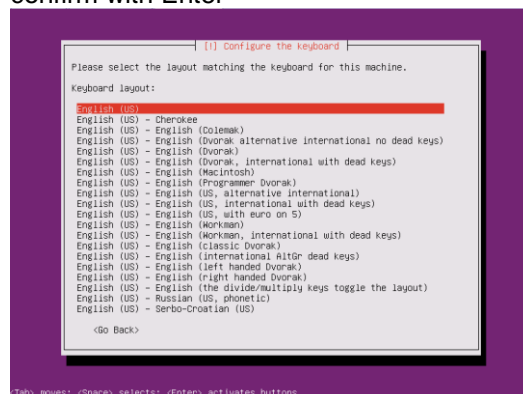 confirm with Enter
[!] Configure the keyboard
Please select the layout matching the keyboard for this machine.
Keyboard layout:
English (US)
English (US) - Cherokee
English (US) - English (Colemak)
English (US) - English (Dvorak alternative international no dead keys)
English (US) - English (Dvorak)
English (US) - English (Dvorak, international with dead keys)
English (US) - English (Macintosh)
English (US) - English (Programmer Dvorak)
English (US) - English (US, alternative international)
English (US) - English (US, international with dead keys)
English (US) - English (US, with euro on 5)
English (US) - English (Workman)
English (US) - English (Workman, international with dead keys)
English (US) - English (classic Dvorak)
English (US) - English (international AltGr dead keys)
English (US) - English (left handed Dvorak)
English (US) - English (right handed Dvorak)
English (US) - English (the divide/multiply keys toggle the layout)
English (US) - Russian (US, phonetic)
English (US) - Serbo-Croatian (US)
<Go Back>
<Tab> moves; <Space> selects; <Enter> activates buttons